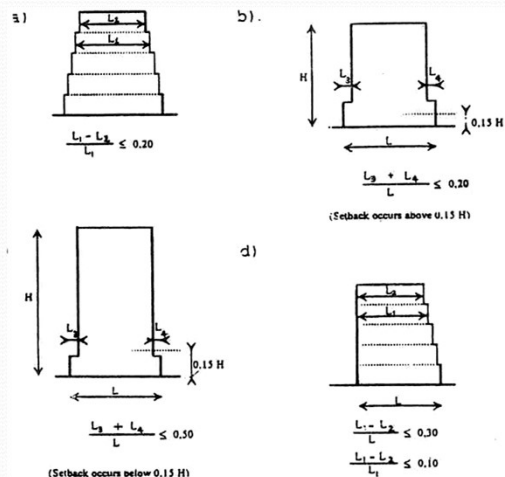 a)
L₂
L₁
L₁ - L₂
L₁
≤ 0.20
b).
H
L₃
L₄
0.15 H
L
L₃ + L₄
L
≤ 0.20
(Setback occurs above 0.15 H)
H
L₃
L₄
0.15 H
L
L₃ + L₄
L
≤ 0.50
(Setback occurs below 0.15 H)
d)
L₂
L₁
L
L₁ - L₂
L
≤ 0.30
L₁ - L₂
L₁
≤ 0.10